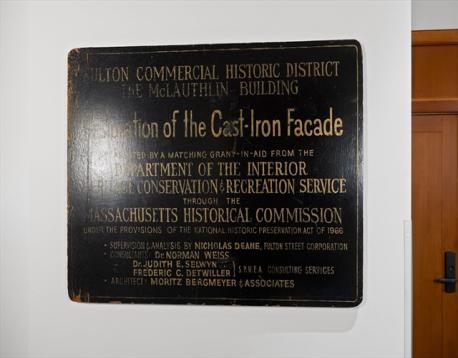 FULTON COMMERCIAL HISTORIC DISTRICT
THE McLAUTHLIN BUILDING
Restoration of the Cast-Iron Facade
BY A MATCHING GRANT-IN-AID FROM THE
DEPARTMENT OF THE INTERIOR
HERITAGE CONSERVATION & RECREATION SERVICE
THROUGH THE
MASSACHUSETTS HISTORICAL COMMISSION
UNDER THE PROVISIONS OF THE NATIONAL HISTORIC PRESERVATION ACT OF 1966
• SUPERVISION & ANALYSIS BY NICHOLAS DEANE, FULTON STREET CORPORATION
• CONSULTANTS: Dr NORMAN WEISS
Dr JUDITH E. SELWYN
FREDERIC C. DETWILLER } S.P.N.E.A. CONSULTING SERVICES
• ARCHITECT: MORITZ BERGMEYER & ASSOCIATES